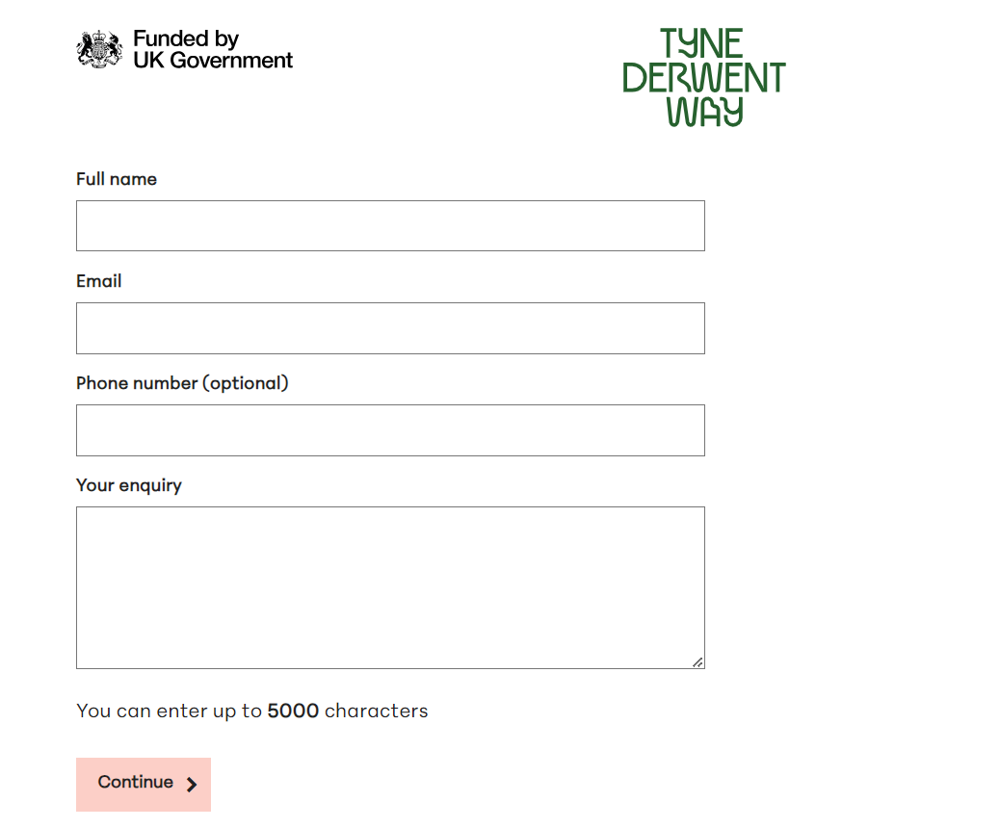 Funded by
UK Government
TYNE
DERWENT
WAY
Full name
Email
Phone number (optional)
Your enquiry
You can enter up to 5000 characters
Continue